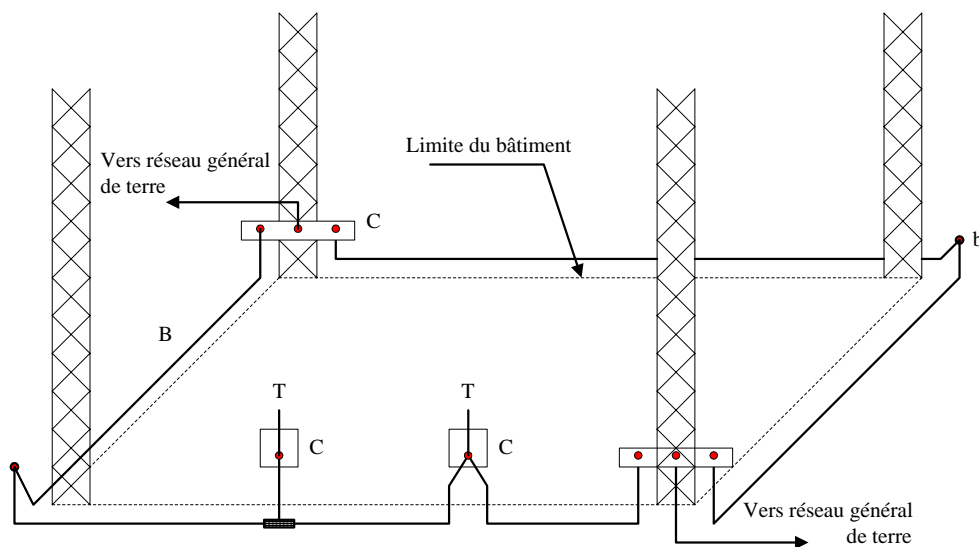 Limite du bâtiment
Vers réseau général
de terre
C
b
B
T
T
C
C
Vers réseau général
de terre